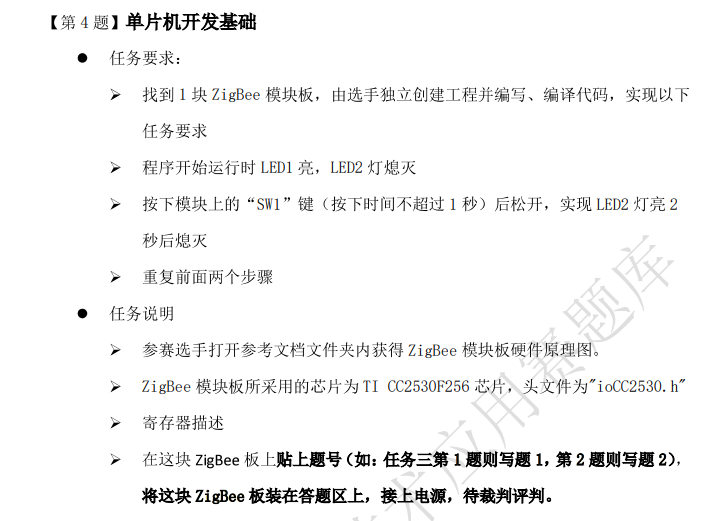 【第 4 题】单片机开发基础
● 任务要求：
➢ 找到 1 块 ZigBee 模块板，由选手独立创建工程并编写、编译代码，实现以下
任务要求
➢ 程序开始运行时 LED1 亮，LED2 灯熄灭
➢ 按下模块上的“SW1”键（按下时间不超过 1 秒）后松开，实现 LED2 灯亮 2
秒后熄灭
➢ 重复前面两个步骤
● 任务说明
➢ 参赛选手打开参考文档文件夹内获得 ZigBee 模块板硬件原理图。
➢ ZigBee 模块板所采用的芯片为 TI CC2530F256 芯片，头文件为"ioCC2530.h"
➢ 寄存器描述
➢ 在这块 ZigBee 板上贴上题号（如：任务三第 1 题则写题 1，第 2 题则写题 2），
将这块 ZigBee 板装在答题区上，接上电源，待裁判评判。
术应用赛题库